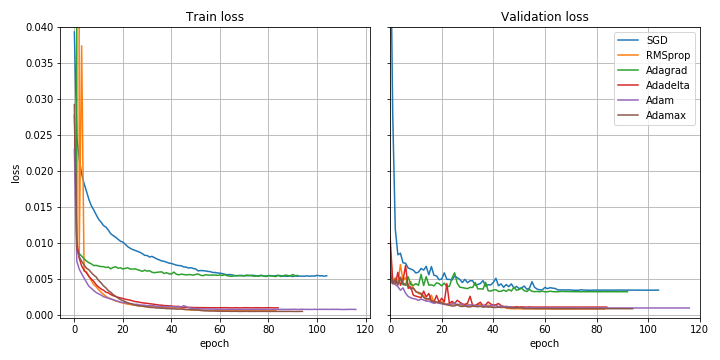 Train loss
Validation loss
loss
0.040
0.035
0.030
0.025
0.020
0.015
0.010
0.005
0.000
0
20
40
60
80
100
120
epoch
SGD
RMSprop
Adagrad
Adadelta
Adam
Adamax
0
20
40
60
80
100
120
epoch